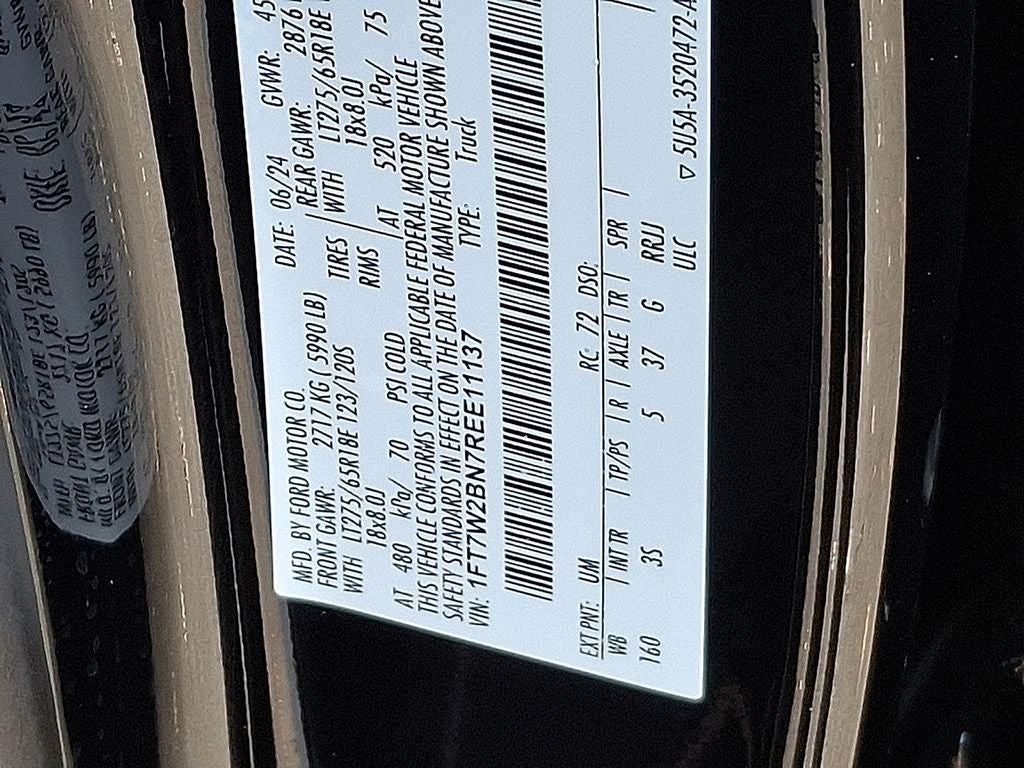 MFD. BY FORD MOTOR CO.
DATE: 06/24 GVWR: 45
FRONT GAWR: 2717 KG ( 5990 LB) REAR GAWR: 2876
WITH LT275/65R18E 123/120S TIRES WITH LT275/65R18E
18x8.0J RIMS 18x8.0J
AT 480 kPa/ 70 PSI COLD AT 520 kPa/ 75
THIS VEHICLE CONFORMS TO ALL APPLICABLE FEDERAL MOTOR VEHICLE
SAFETY STANDARDS IN EFFECT ON THE DATE OF MANUFACTURE SHOWN ABOVE
VIN: 1FT7W2BN7REE11137 TYPE: Truck
EXT PNT: UM RC: 72 DSO:
WB | INT TR | TP/PS | R | AXLE | TR | SPR |
160 3S 5 37 G RRJJ
ULC ▽ 5U5A-3520472-A